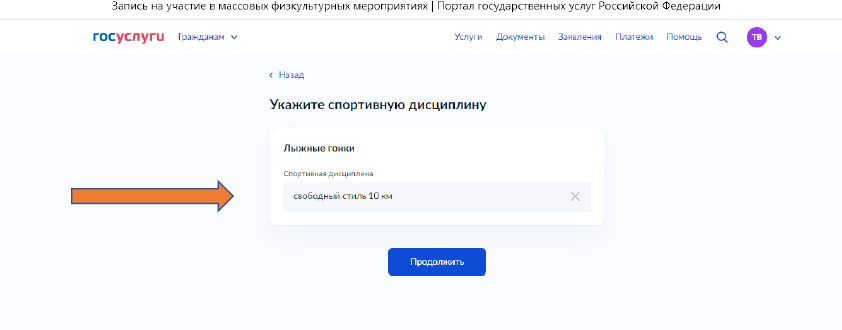 Запись на участие в массовых физкультурных мероприятиях | Портал государственных услуг Российской Федерации
госуслуги Гражданам Услуги Документы Заявления Платежи Помощь ТВ
Назад
Укажите спортивную дисциплину
Лыжные гонки
Спортивная дисциплина
свободный стиль 10 км
Продолжить